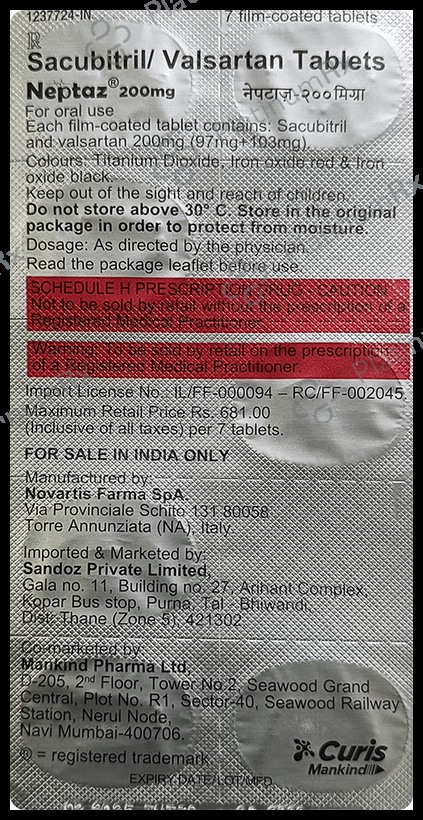 1237724-IN.
7 film-coated tablets
℞
Sacubitril/ Valsartan Tablets
Neptaz® 200mg
नेपटाज़-२०० मिग्रा
For oral use
Each film-coated tablet contains: Sacubitril
and valsartan 200mg (97mg+103mg).
Colours: Titanium Dioxide, Iron oxide red & Iron
oxide black.
Keep out of the sight and reach of children.
Do not store above 30° C. Store in the original
package in order to protect from moisture.
Dosage: As directed by the physician.
Read the package leaflet before use.
SCHEDULE H PRESCRIPTION DRUG - CAUTION
Not to be sold by retail without the prescription of a
Registered Medical Practitioner.
Warning: To be sold by retail on the prescription
of a Registered Medical Practitioner.
Import License No.: IL/FF-000094 – RC/FF-002045.
Maximum Retail Price Rs. 681.00
(Inclusive of all taxes) per 7 tablets.
FOR SALE IN INDIA ONLY
Manufactured by:
Novartis Farma SpA.
Via Provinciale Schito 131 80058
Torre Annunziata (NA), Italy
Imported & Marketed by:
Sandoz Private Limited,
Gala no. 11, Building no. 27, Arihant Complex,
Kopar Bus stop, Purna, Tal - Bhiwandi,
Dist: Thane (Zone 5), 421302.
Co-marketed by:
Mankind Pharma Ltd,
D-205, 2nd Floor, Tower No.2, Seawood Grand
Central, Plot No. R1, Sector-40, Seawood Railway
Station, Nerul Node,
Navi Mumbai-400706.
® = registered trademark.
Curis
Mankind
EXPIRY DATE/LOT/MFD.